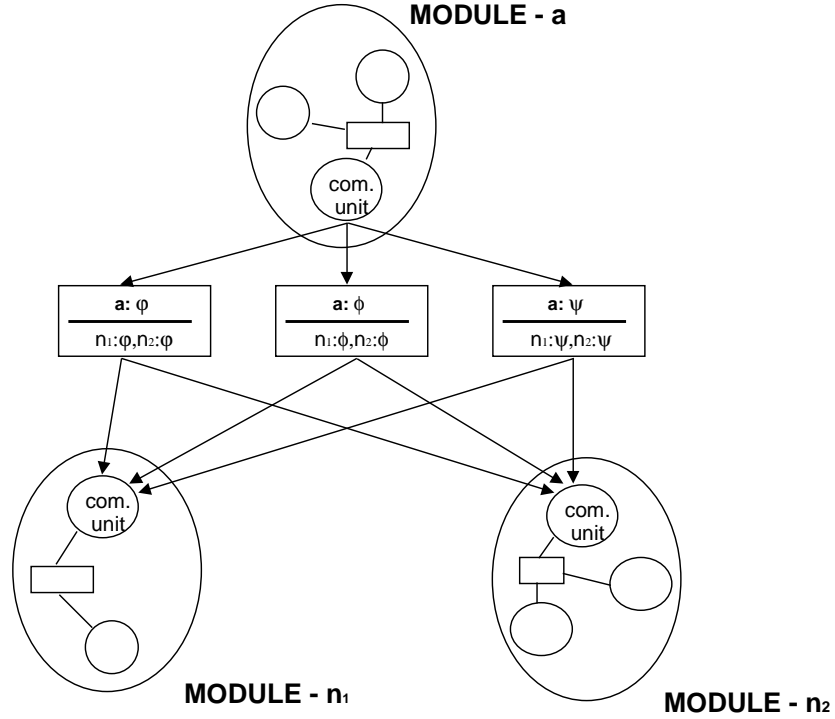 MODULE - a
com.
unit
a: φ
n₁:φ,n₂:φ
a: ϕ
n₁:ϕ,n₂:ϕ
a: ψ
n₁:ψ,n₂:ψ
com.
unit
com.
unit
MODULE - n₁
MODULE - n₂